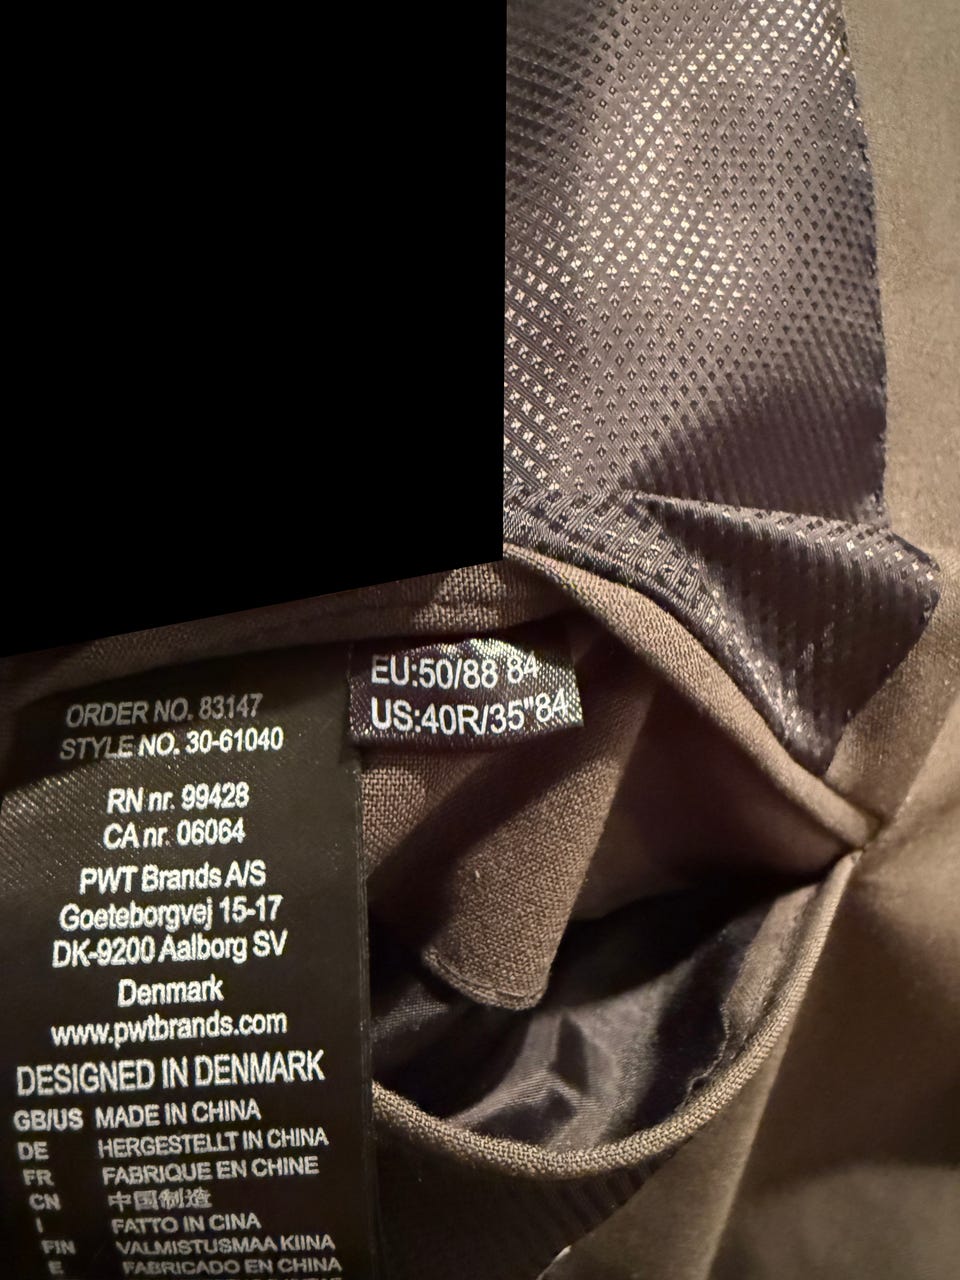 EU:50/88 84
US:40R/35"84
ORDER NO. 83147
STYLE NO. 30-61040
RN nr. 99428
CA nr. 06064
PWT Brands A/S
Goeteborgvej 15-17
DK-9200 Aalborg SV
Denmark
www.pwtbrands.com
DESIGNED IN DENMARK
GB/US MADE IN CHINA
DE HERGESTELLT IN CHINA
FR FABRIQUE EN CHINE
CN 中国制造
I FATTO IN CINA
FIN VALMISTUSMAA KIINA
E FABRICADO EN CHINA